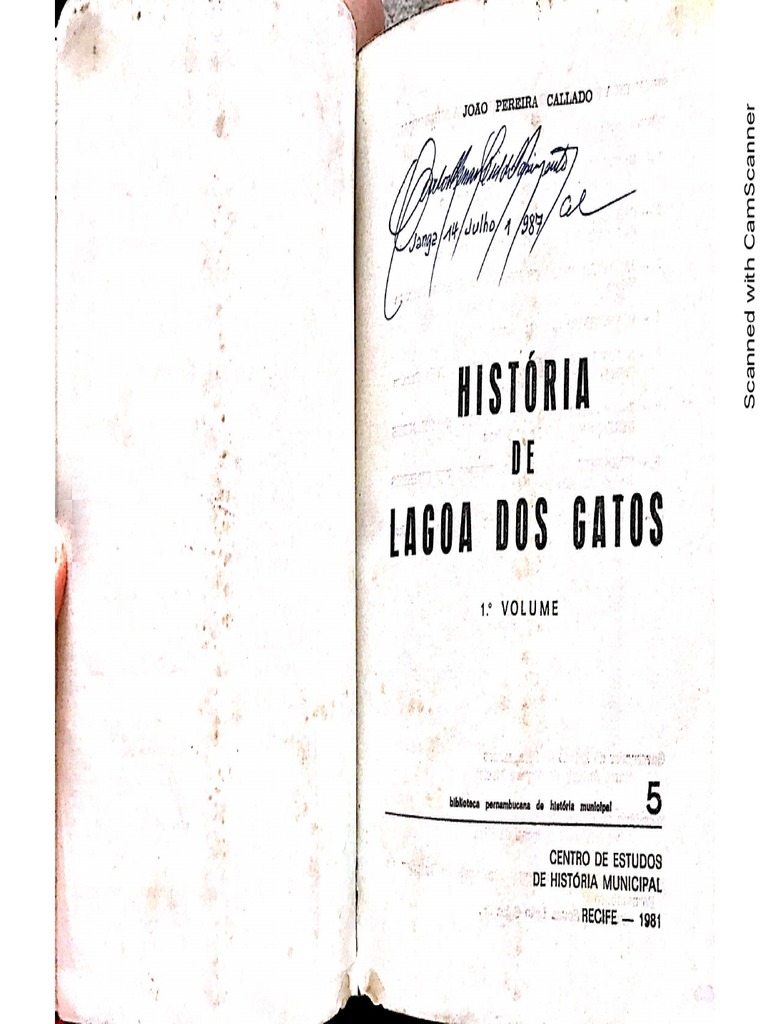 JOÃO PEREIRA CALLADO
Janga/14/Julho/1987/
HISTÓRIA
DE
LAGOA DOS GATOS
1.º VOLUME
biblioteca pernambucana de história municipal 5
CENTRO DE ESTUDOS
DE HISTÓRIA MUNICIPAL
RECIFE — 1981
Scanned with CamScanner